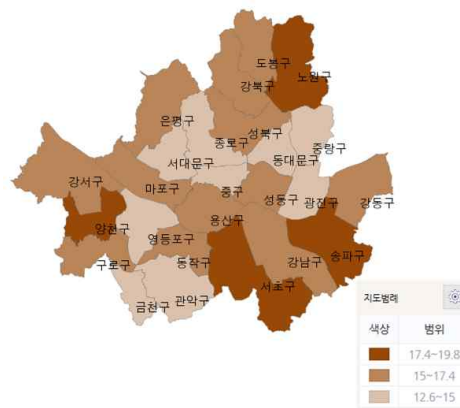 도봉구
노원구
강북구
은평구
성북구
종로구
중랑구
서대문구
동대문구
강서구
마포구
중구
성동구
광진구
강동구
양천구
용산구
영등포구
송파구
구로구
동작구
강남구
서초구
금천구
관악구
지도범례
색상 범위
17.4~19.8
15~17.4
12.6~15